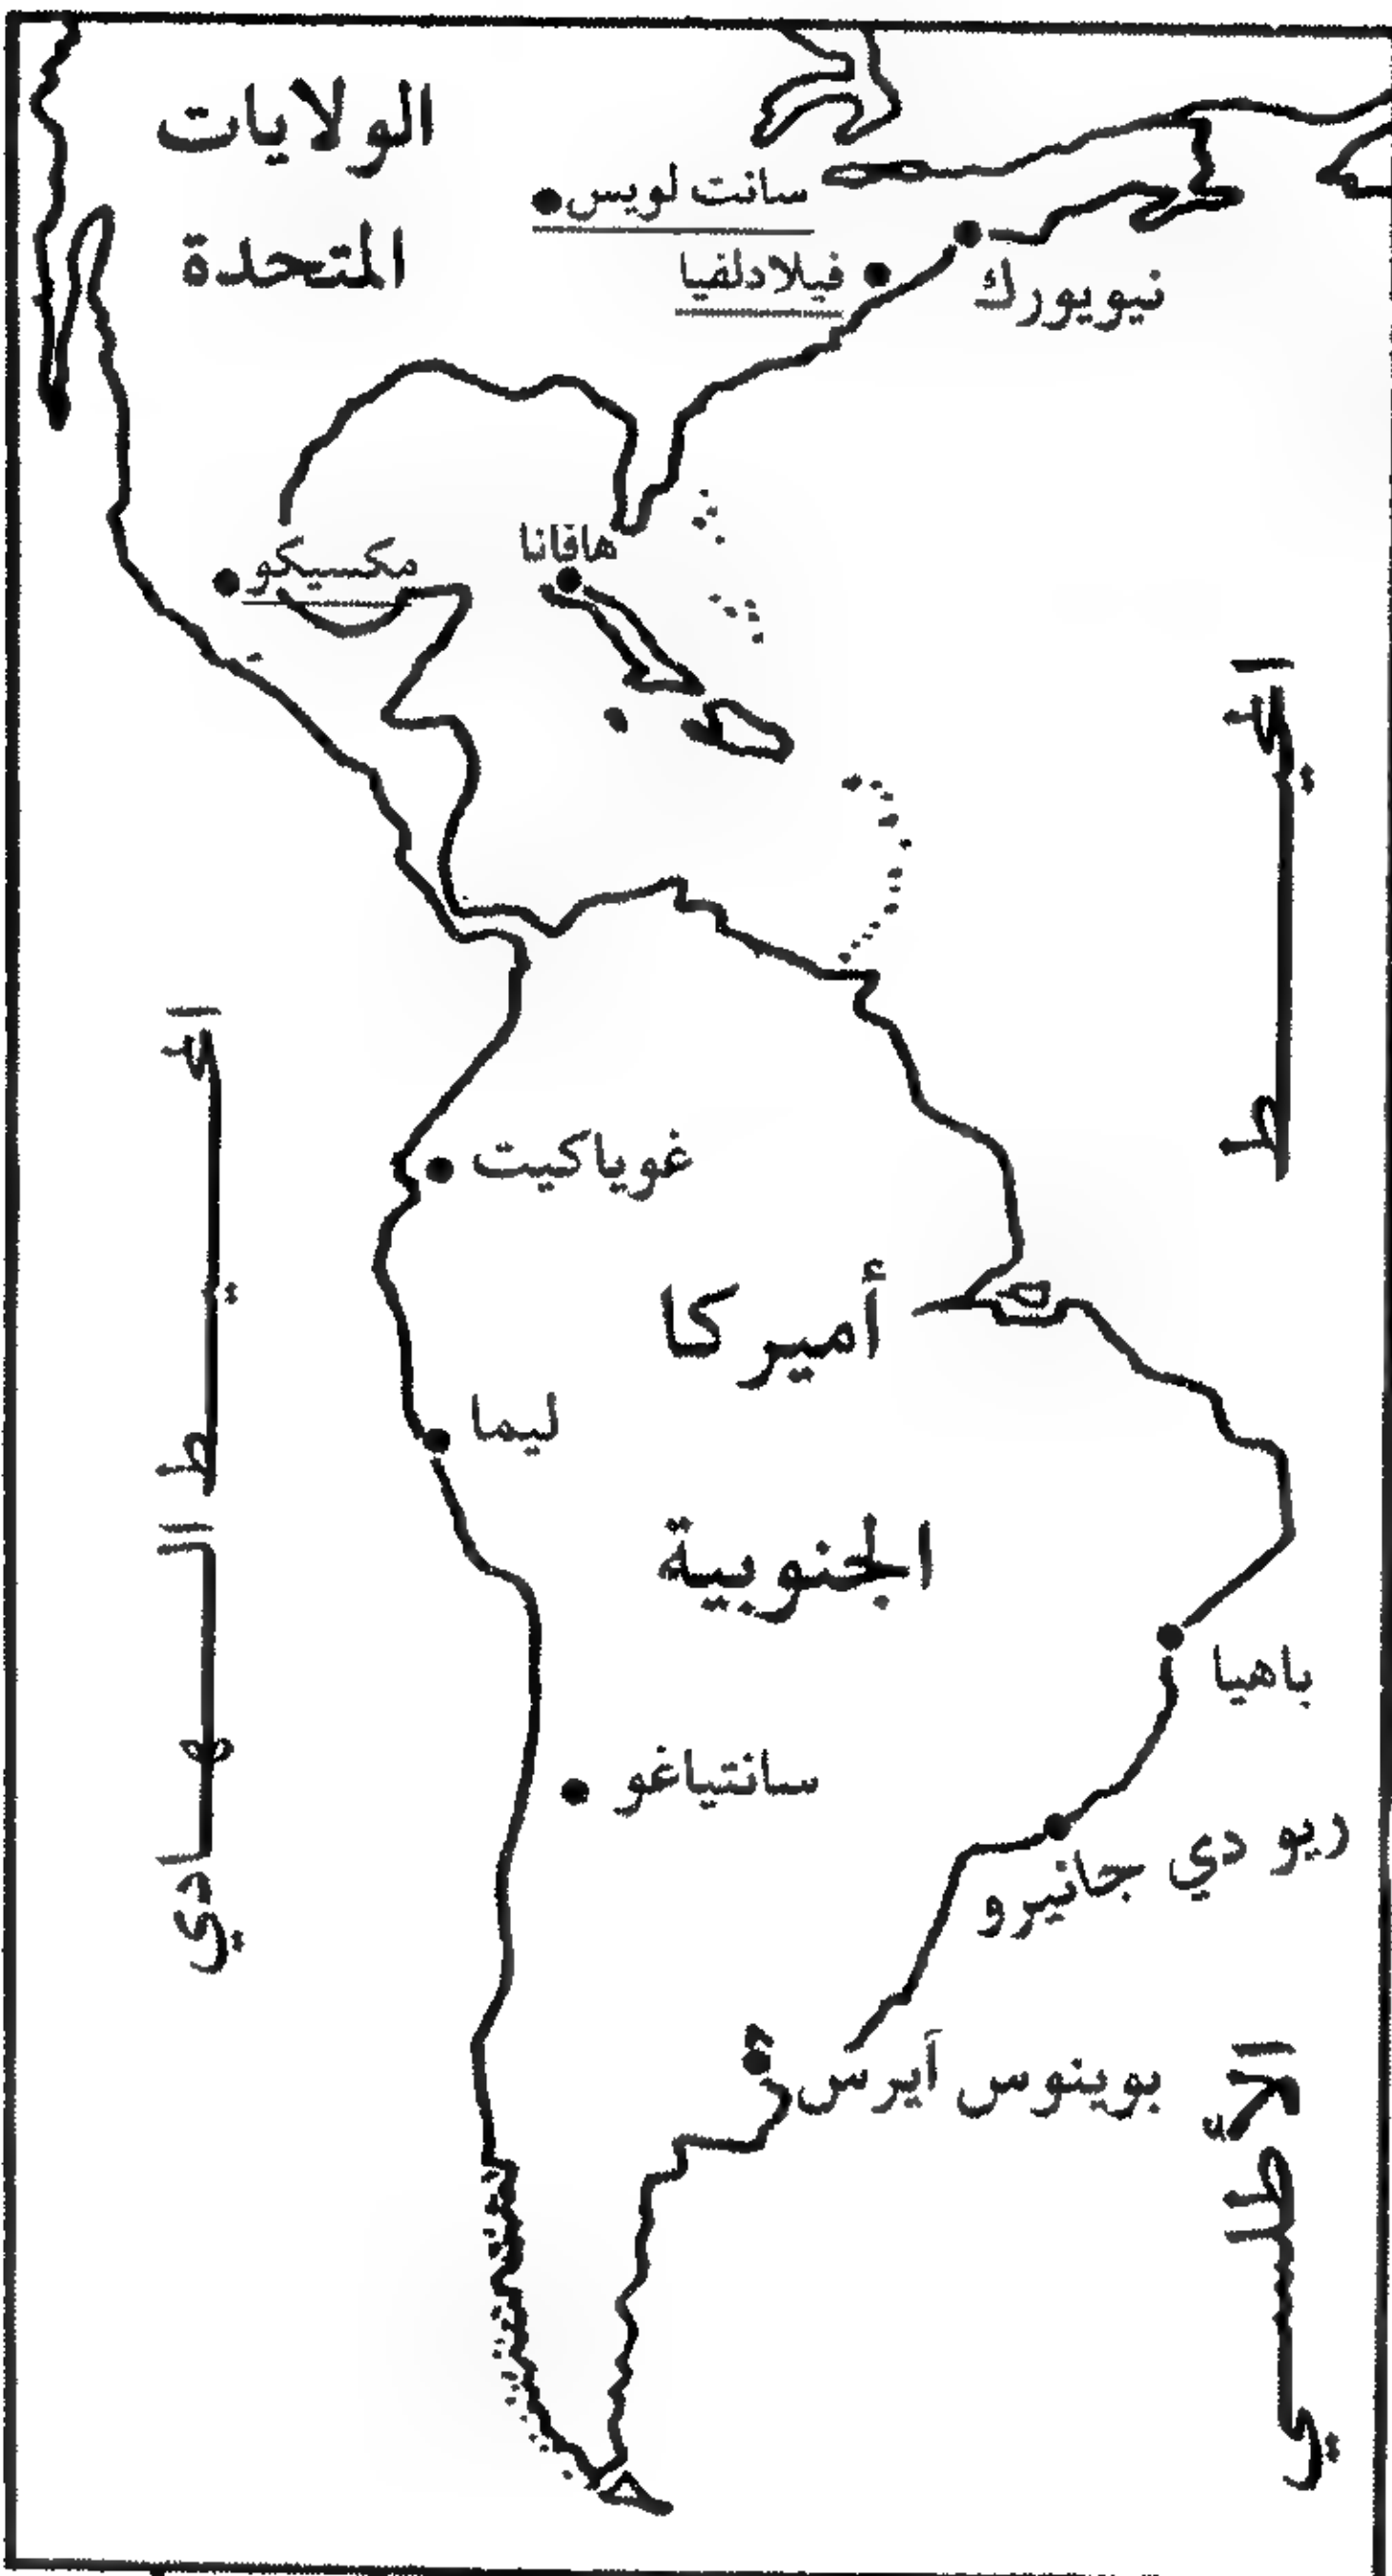 الولايات
المتحدة
سانت لويس
فيلادلفيا
نيويورك
مكسيكو
هافانا
المحيط
الأطلسي
المحيط
الهادي
غوياكيت
أميركا
ليما
الجنوبية
باهيا
سانتياغو
ريو دي جانيرو
بوينوس آيرس